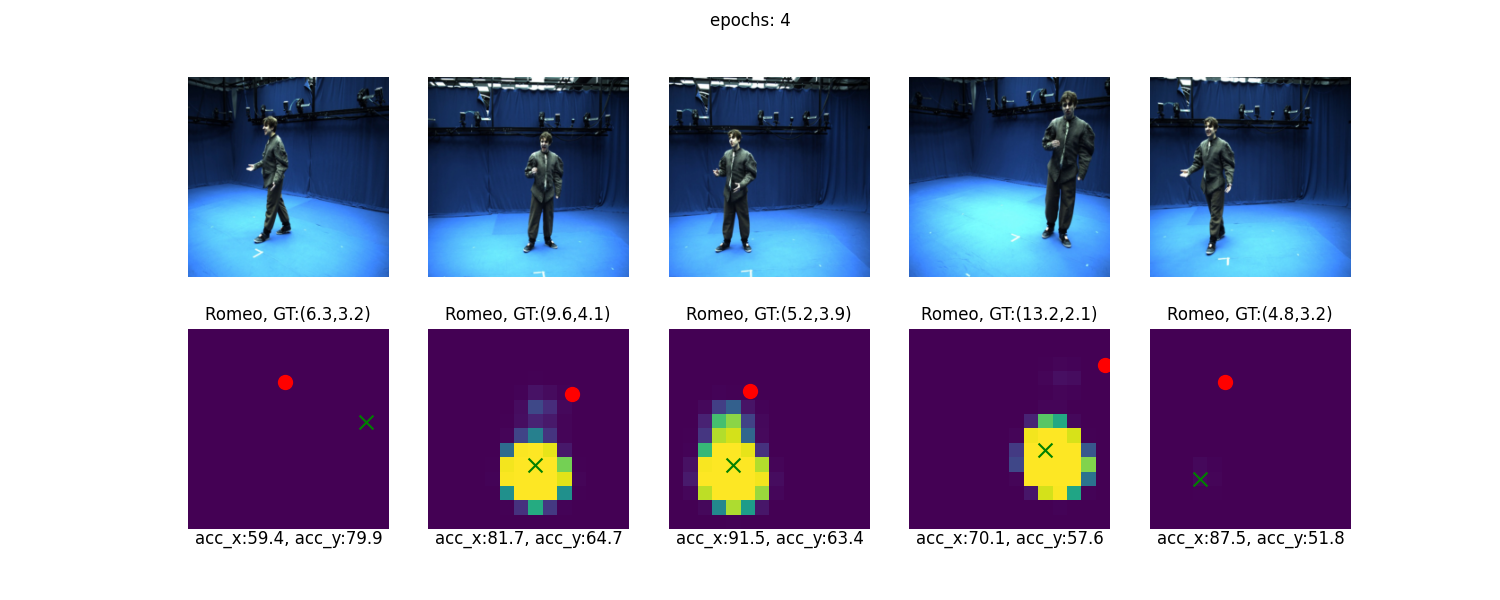 epochs: 4
Romeo, GT:(6.3,3.2)
Romeo, GT:(9.6,4.1)
Romeo, GT:(5.2,3.9)
Romeo, GT:(13.2,2.1)
Romeo, GT:(4.8,3.2)
acc_x:59.4, acc_y:79.9
acc_x:81.7, acc_y:64.7
acc_x:91.5, acc_y:63.4
acc_x:70.1, acc_y:57.6
acc_x:87.5, acc_y:51.8